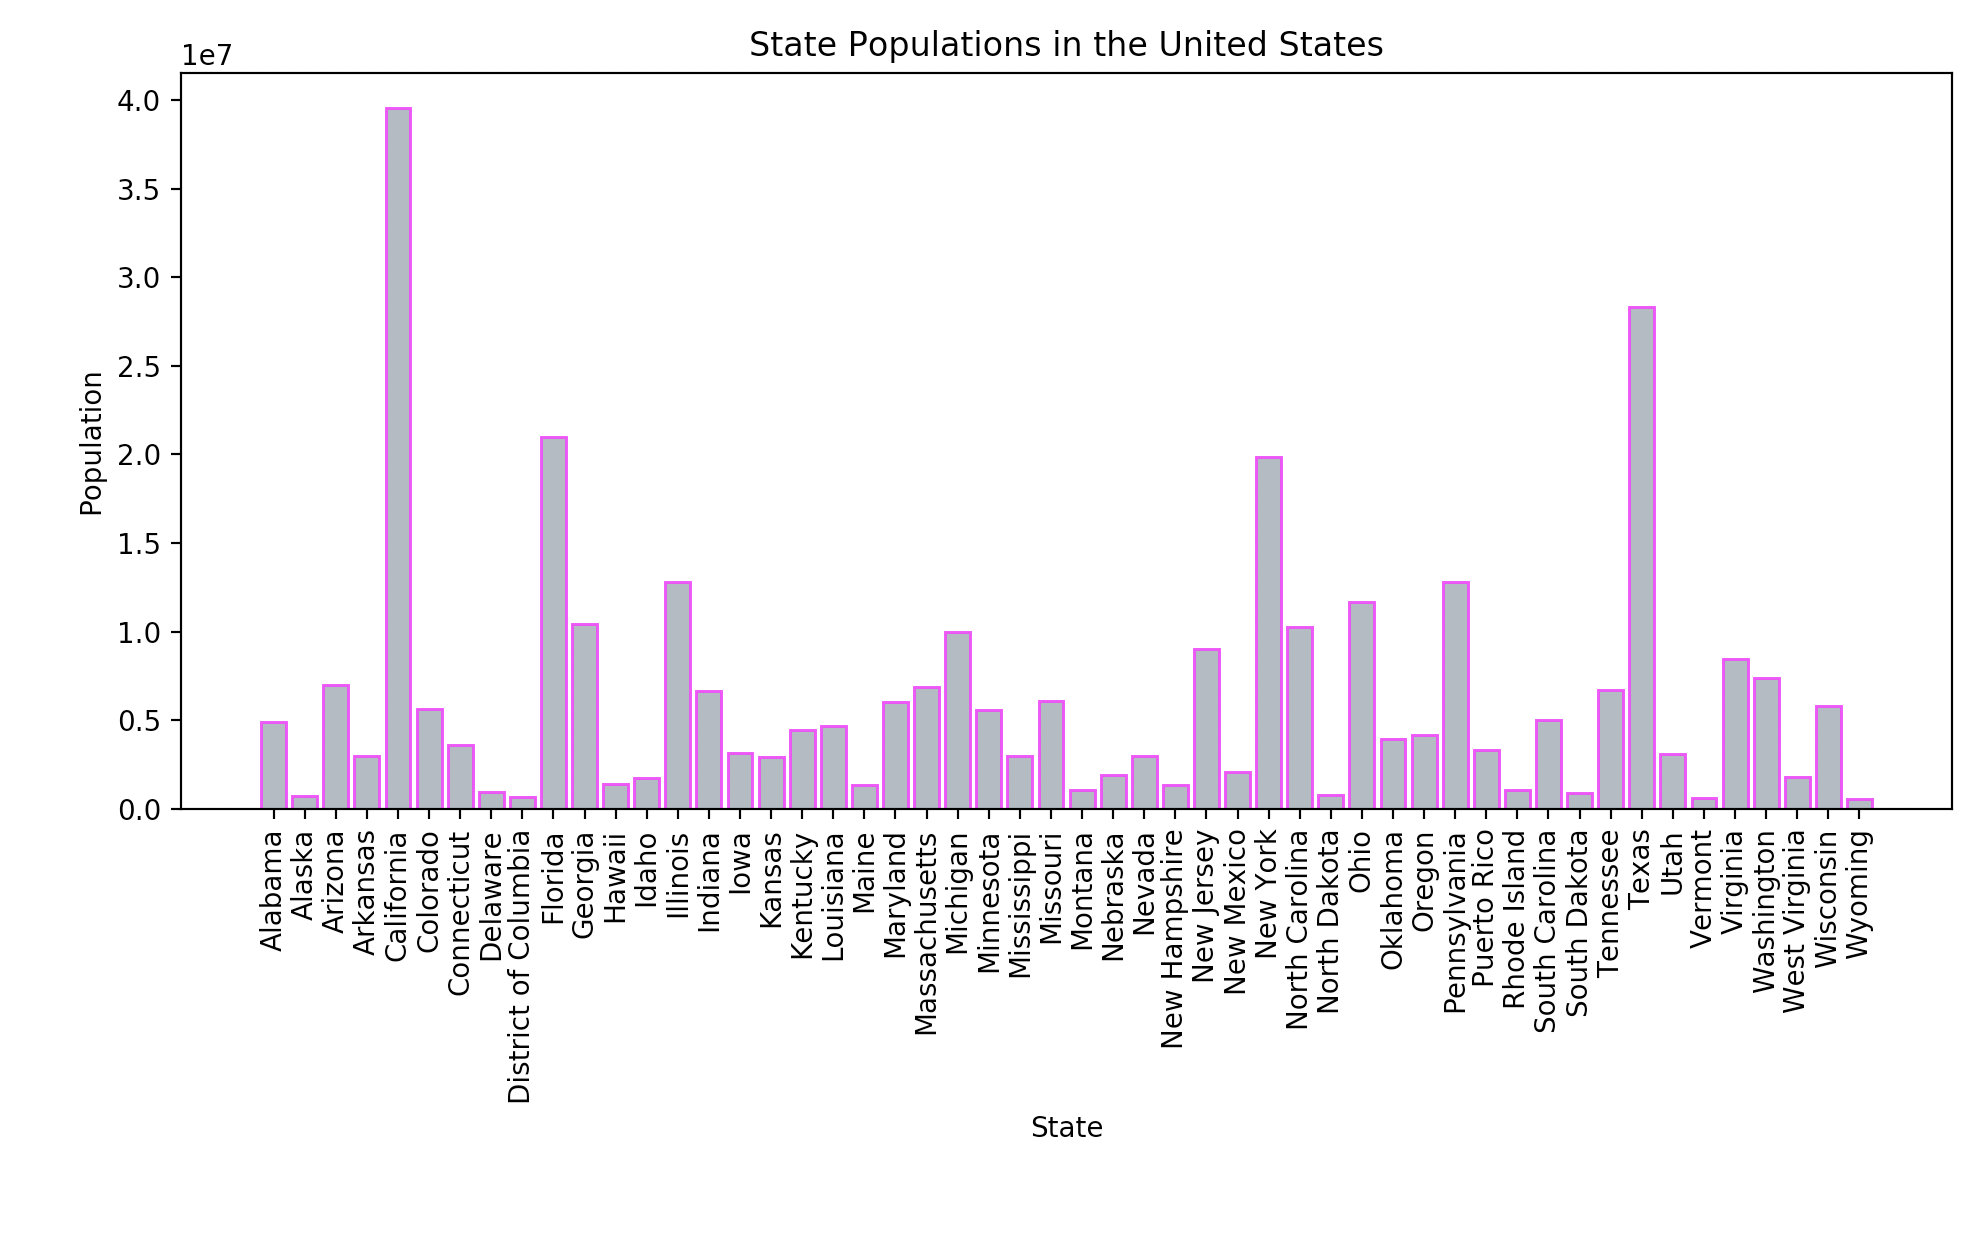 State Populations in the United States
1e7
4.0
3.5
3.0
2.5
2.0
1.5
1.0
0.5
0.0
Population
Alabama
Alaska
Arizona
Arkansas
California
Colorado
Connecticut
Delaware
District of Columbia
Florida
Georgia
Hawaii
Idaho
Illinois
Indiana
Iowa
Kansas
Kentucky
Louisiana
Maine
Maryland
Massachusetts
Michigan
Minnesota
Mississippi
Missouri
Montana
Nebraska
Nevada
New Hampshire
New Jersey
New Mexico
New York
North Carolina
North Dakota
Ohio
Oklahoma
Oregon
Pennsylvania
Puerto Rico
Rhode Island
South Carolina
South Dakota
Tennessee
Texas
Utah
Vermont
Virginia
Washington
West Virginia
Wisconsin
Wyoming
State